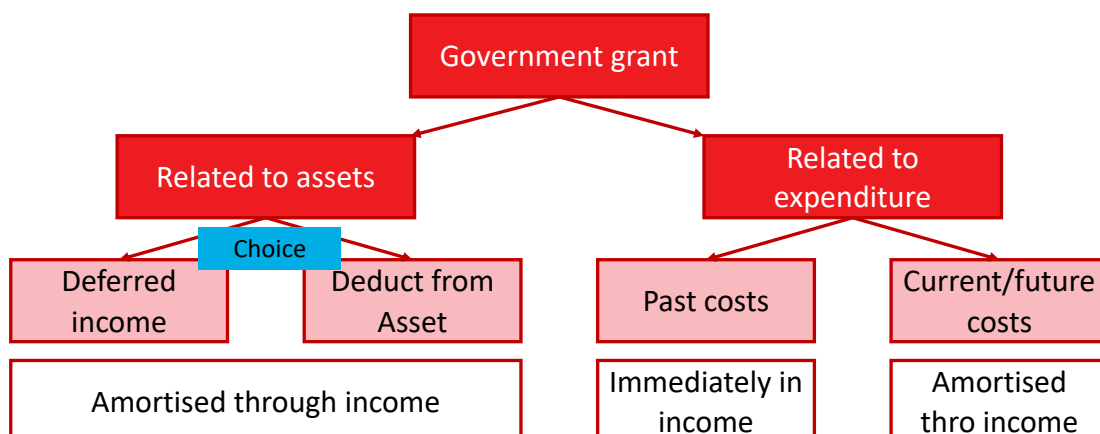 Government grant
Related to assets
Related to
expenditure
Choice
Deferred
income
Deduct from
Asset
Past costs
Current/future
costs
Amortised through income
Immediately in
income
Amortised
thro income